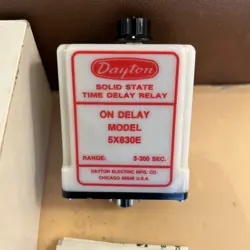 Dayton
SOLID STATE
TIME DELAY RELAY
ON DELAY
MODEL
5X830E
RANGE: 3-300 SEC.
DAYTON ELECTRIC MFG. CO.
CHICAGO 60648 U.S.A.